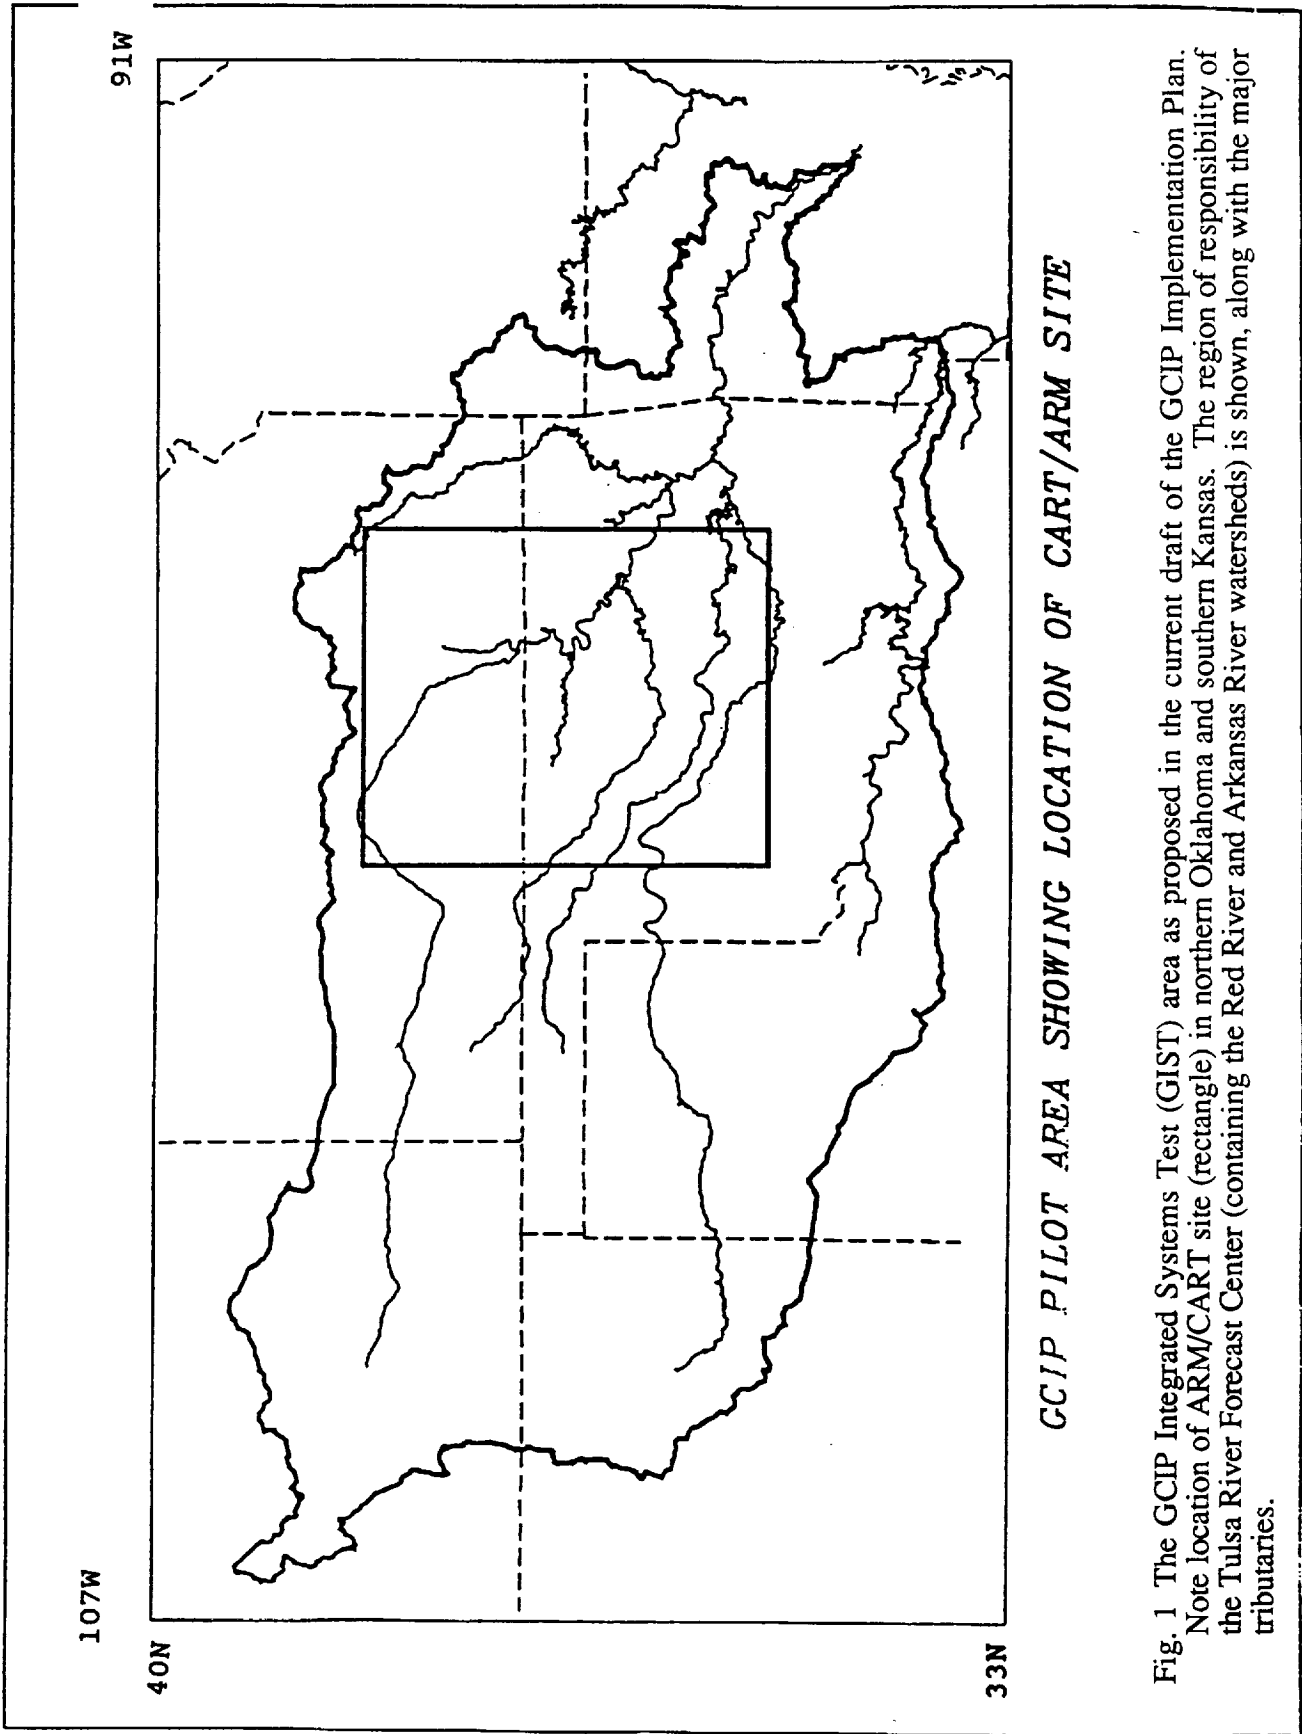 107W
91W
40N
33N
GCIP PILOT AREA SHOWING LOCATION OF CART/ARM SITE
Fig. 1 The GCIP Integrated Systems Test (GIST) area as proposed in the current draft of the GCIP Implementation Plan.
Note location of ARM/CART site (rectangle) in northern Oklahoma and southern Kansas. The region of responsibility of
the Tulsa River Forecast Center (containing the Red River and Arkansas River watersheds) is shown, along with the major
tributaries.